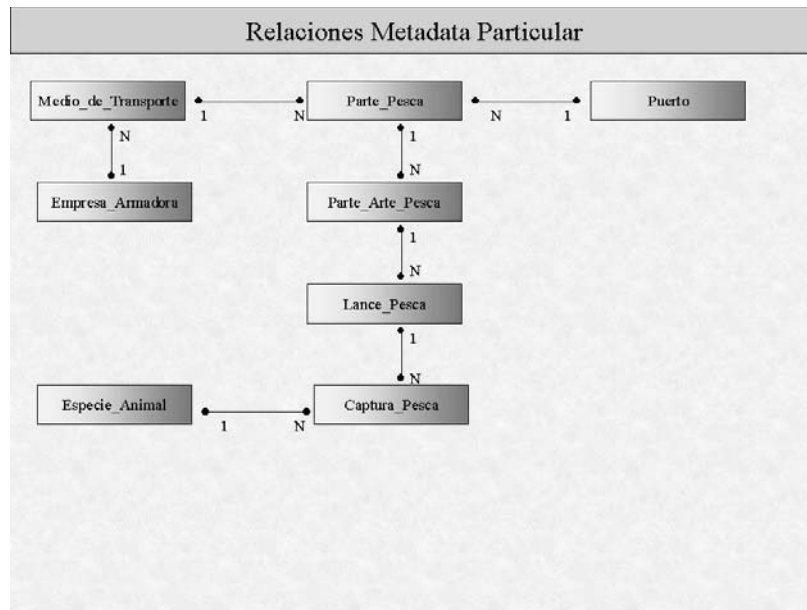 Relaciones Metadata Particular
Medio_de_Transporte
1
N
Parte_Pesca
N
1
Puerto
N
1
1
N
Empresa_Armadora
Parte_Arte_Pesca
1
N
Lance_Pesca
1
N
Especie_Animal
1
N
Captura_Pesca